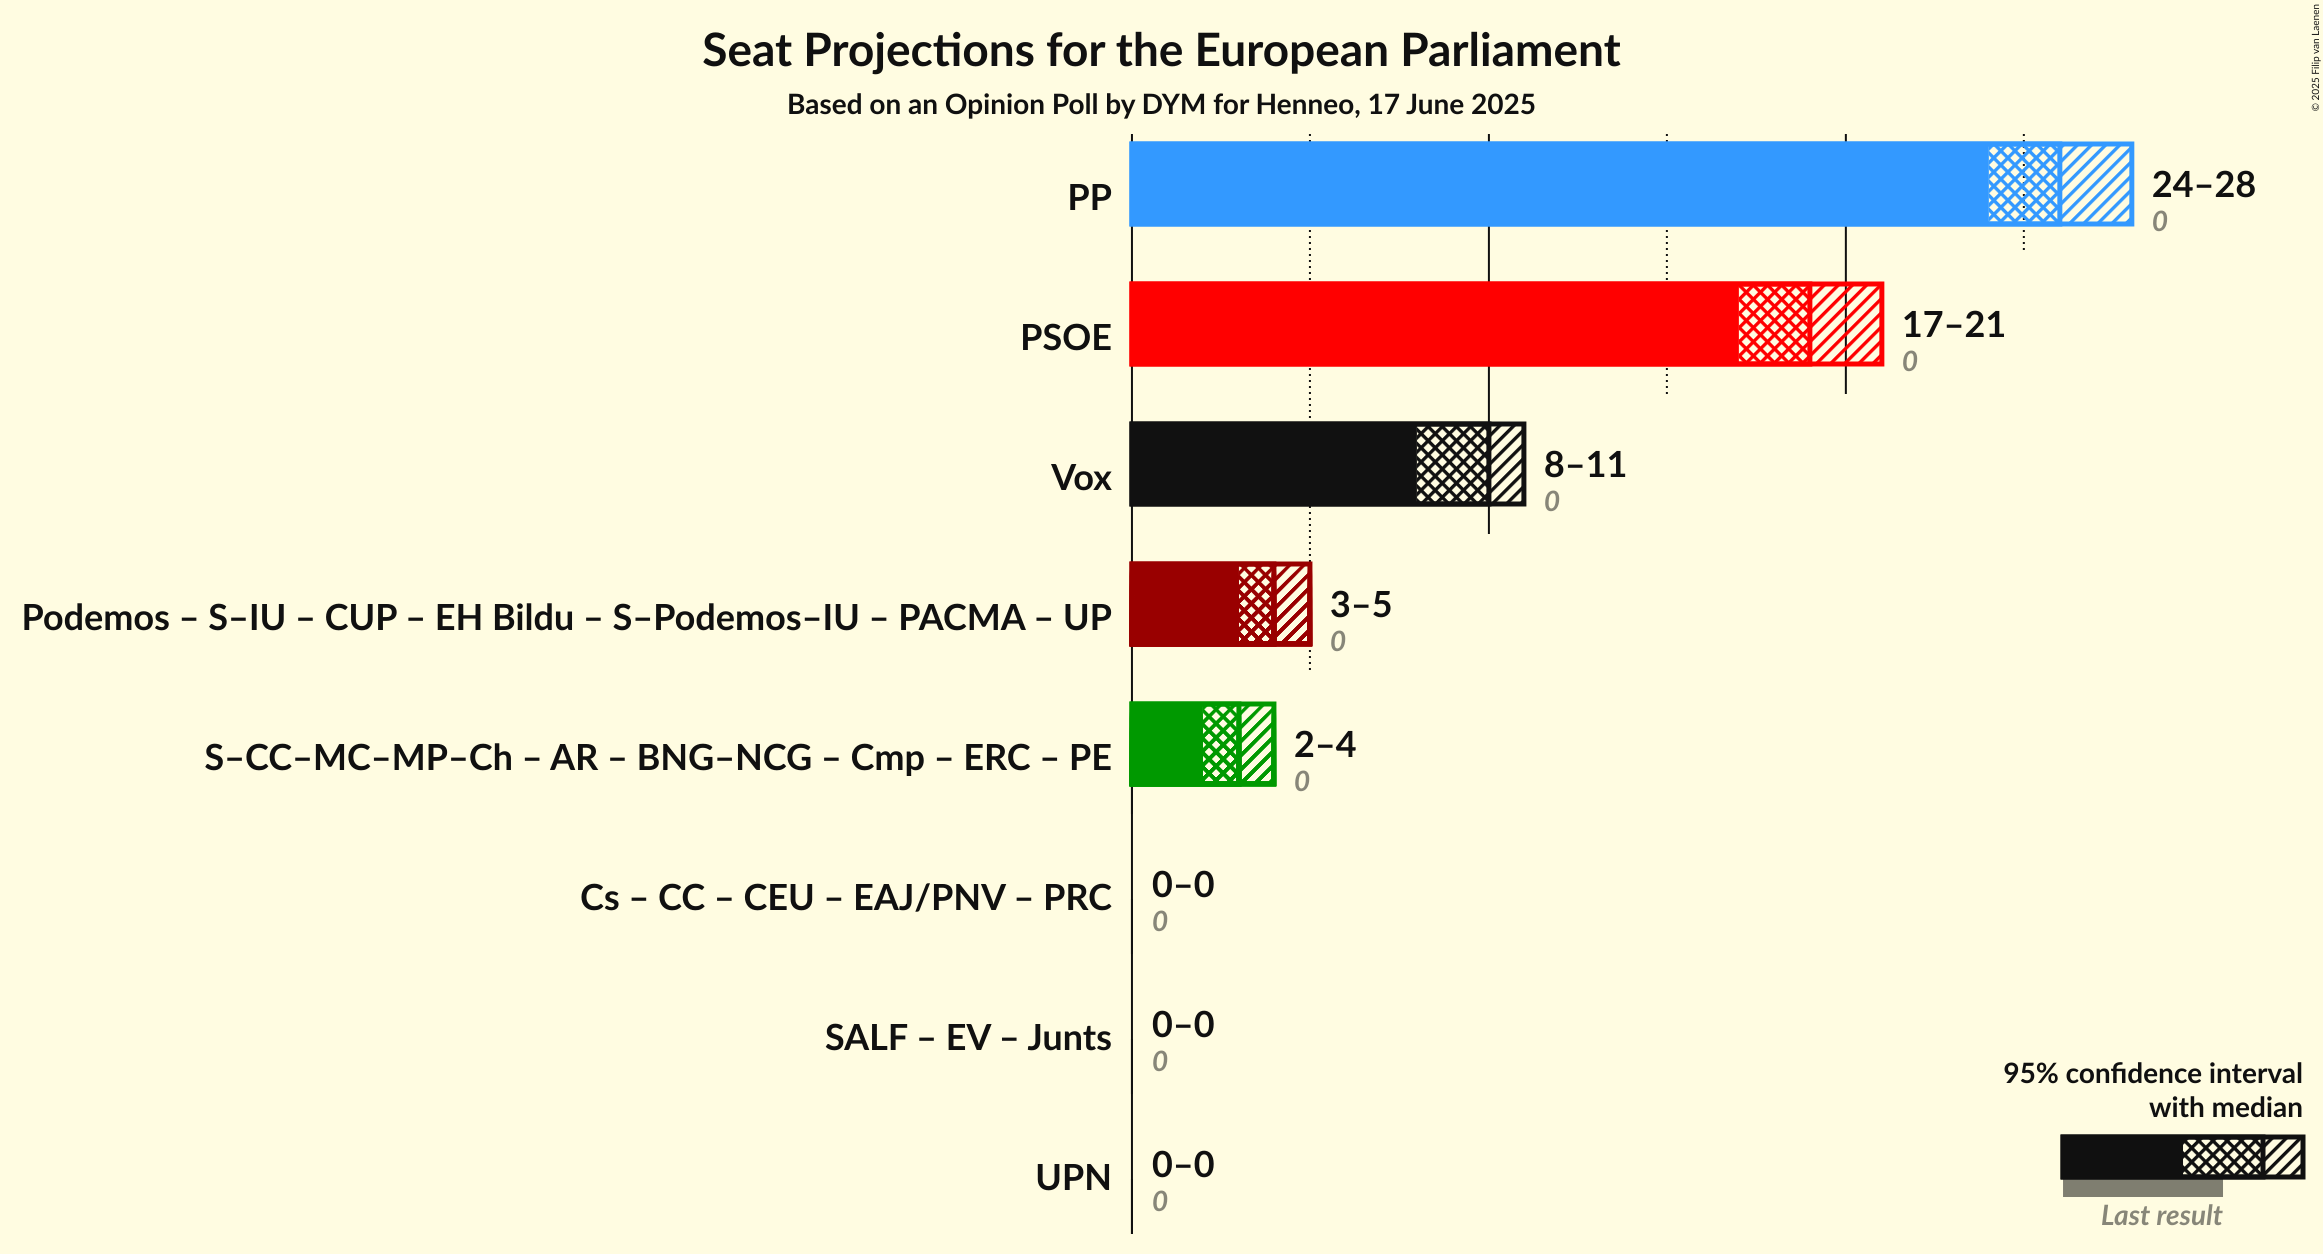 Seat Projections for the European Parliament
Based on an Opinion Poll by DYM for Henneo, 17 June 2025
© 2025 Filip van Laenen
PP
24–28
0
PSOE
17–21
0
Vox
8–11
0
Podemos – S–IU – CUP – EH Bildu – S–Podemos–IU – PACMA – UP
3–5
0
S–CC–MC–MP–Ch – AR – BNG–NCG – Cmp – ERC – PE
2–4
0
Cs – CC – CEU – EAJ/PNV – PRC
0–0
0
SALF – EV – Junts
0–0
0
UPN
0–0
0
95% confidence interval
with median
Last result